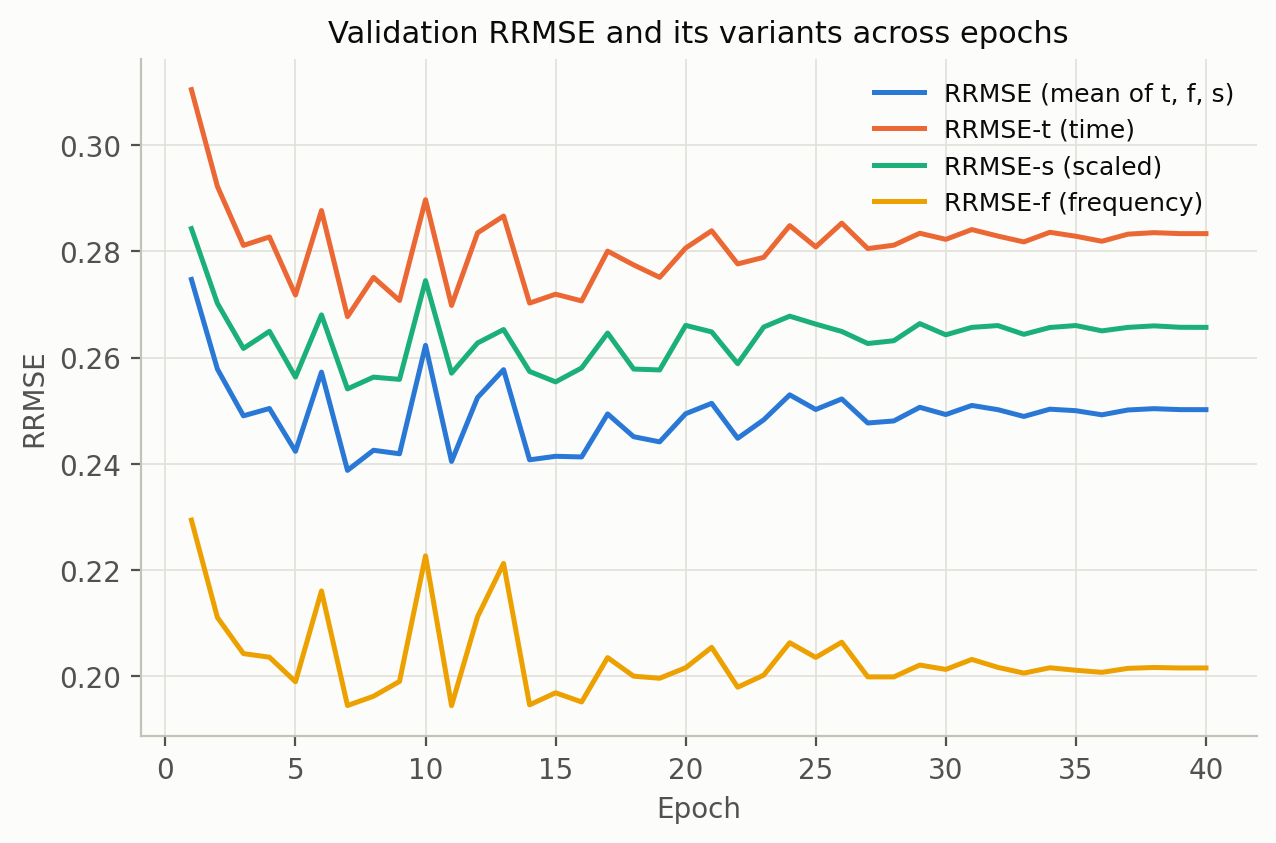 Validation RRMSE and its variants across epochs
RRMSE (mean of t, f, s)
RRMSE-t (time)
RRMSE-s (scaled)
RRMSE-f (frequency)
RRMSE
0.30
0.28
0.26
0.24
0.22
0.20
0 5 10 15 20 25 30 35 40
Epoch